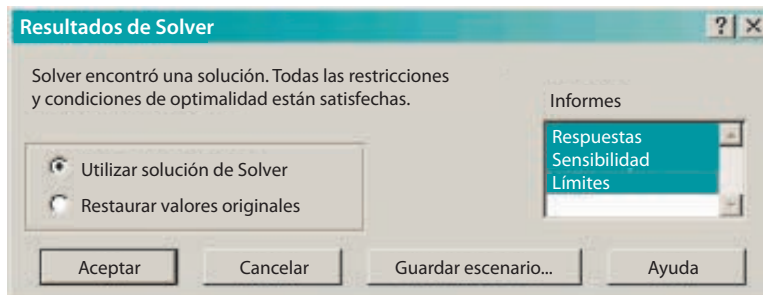 Resultados de Solver
Solver encontró una solución. Todas las restricciones
y condiciones de optimalidad están satisfechas.
Informes
Respuestas
Sensibilidad
Límites
Utilizar solución de Solver
Restaurar valores originales
Aceptar
Cancelar
Guardar escenario...
Ayuda